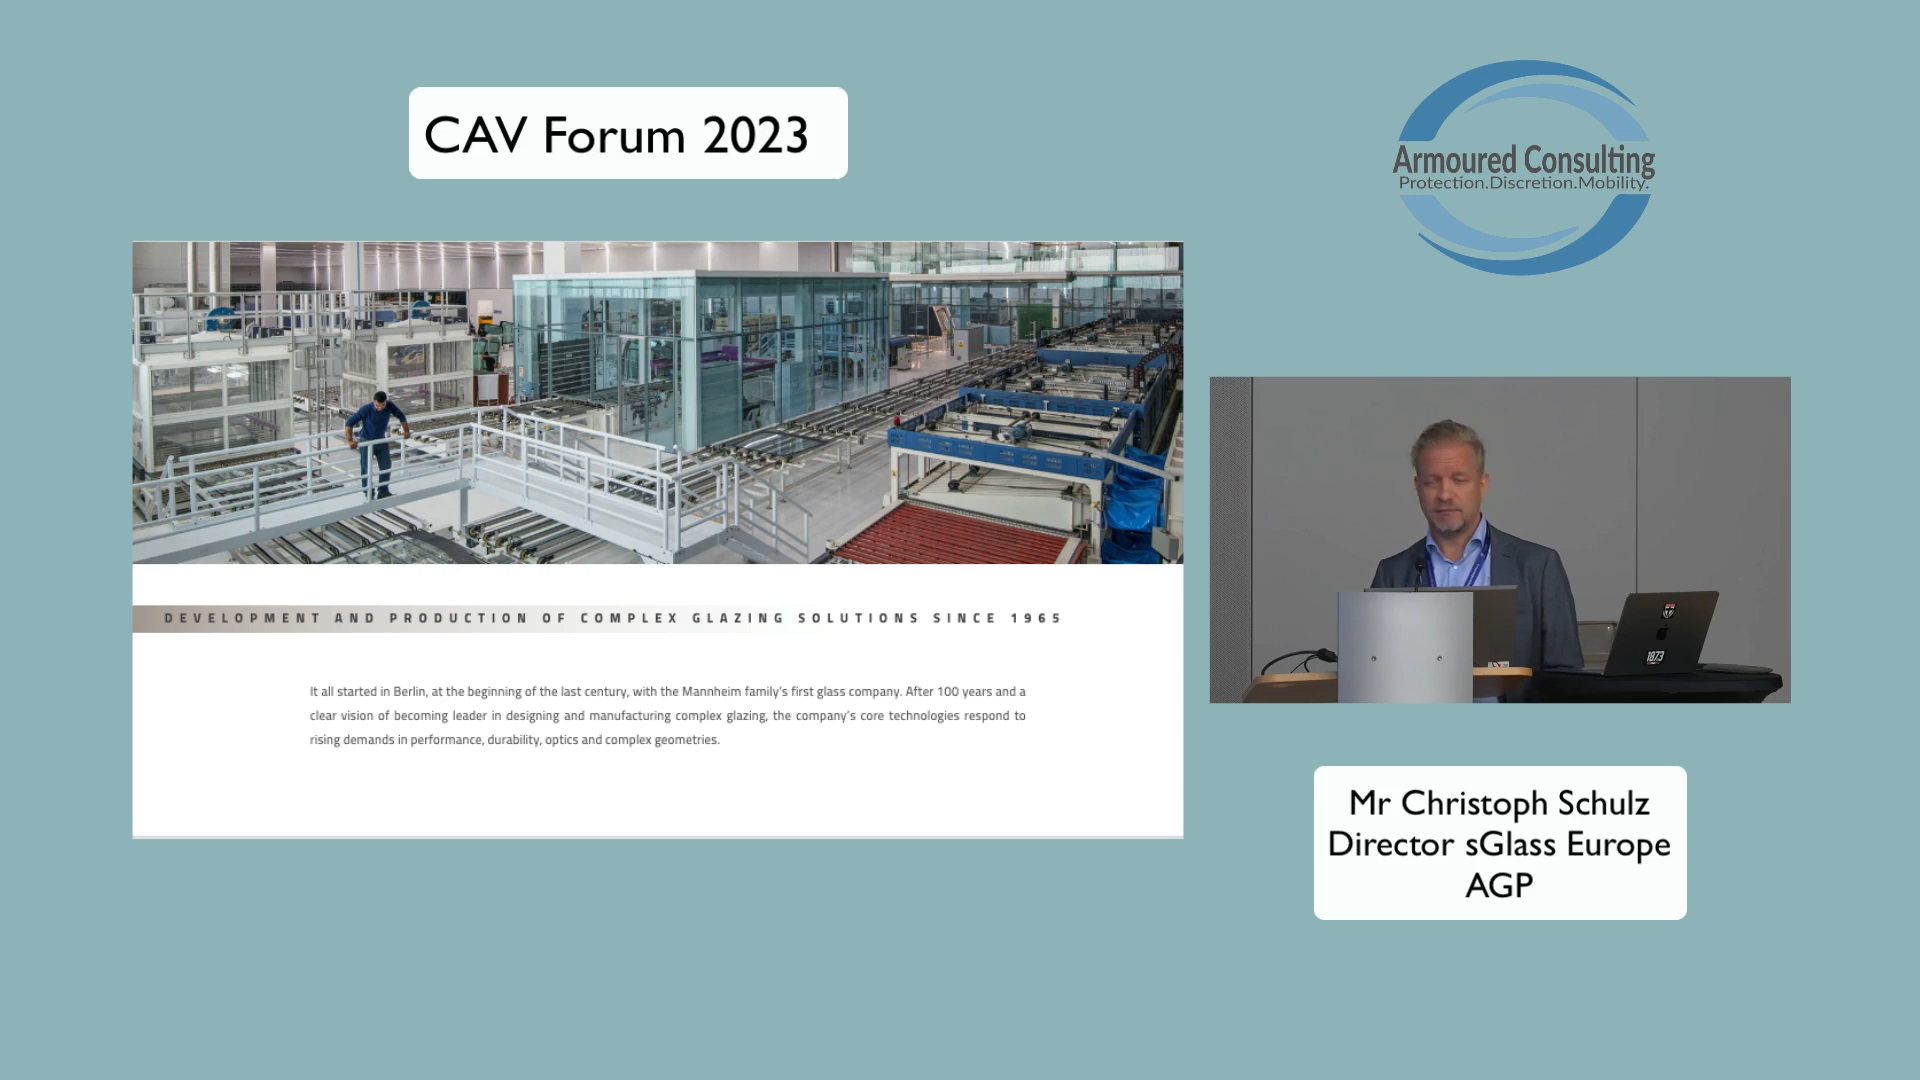 CAV Forum 2023
Armoured Consulting
Protection.Discretion.Mobility.
DEVELOPMENT AND PRODUCTION OF COMPLEX GLAZING SOLUTIONS SINCE 1965
It all started in Berlin, at the beginning of the last century, with the Mannheim family's first glass company. After 100 years and a
clear vision of becoming leader in designing and manufacturing complex glazing, the company's core technologies respond to
rising demands in performance, durability, optics and complex geometries.
1873
Mr Christoph Schulz
Director sGlass Europe
AGP